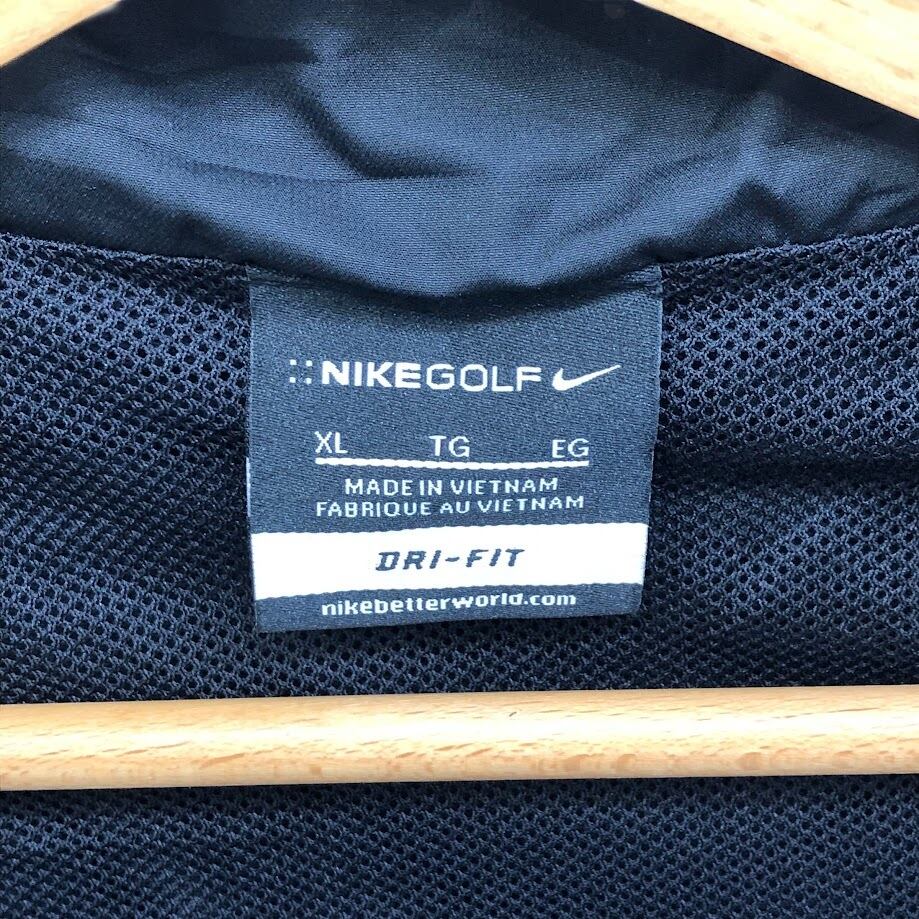 NIKEGOLF
XL TG EG
MADE IN VIETNAM
FABRIQUE AU VIETNAM
DRI-FIT
nikebetterworld.com